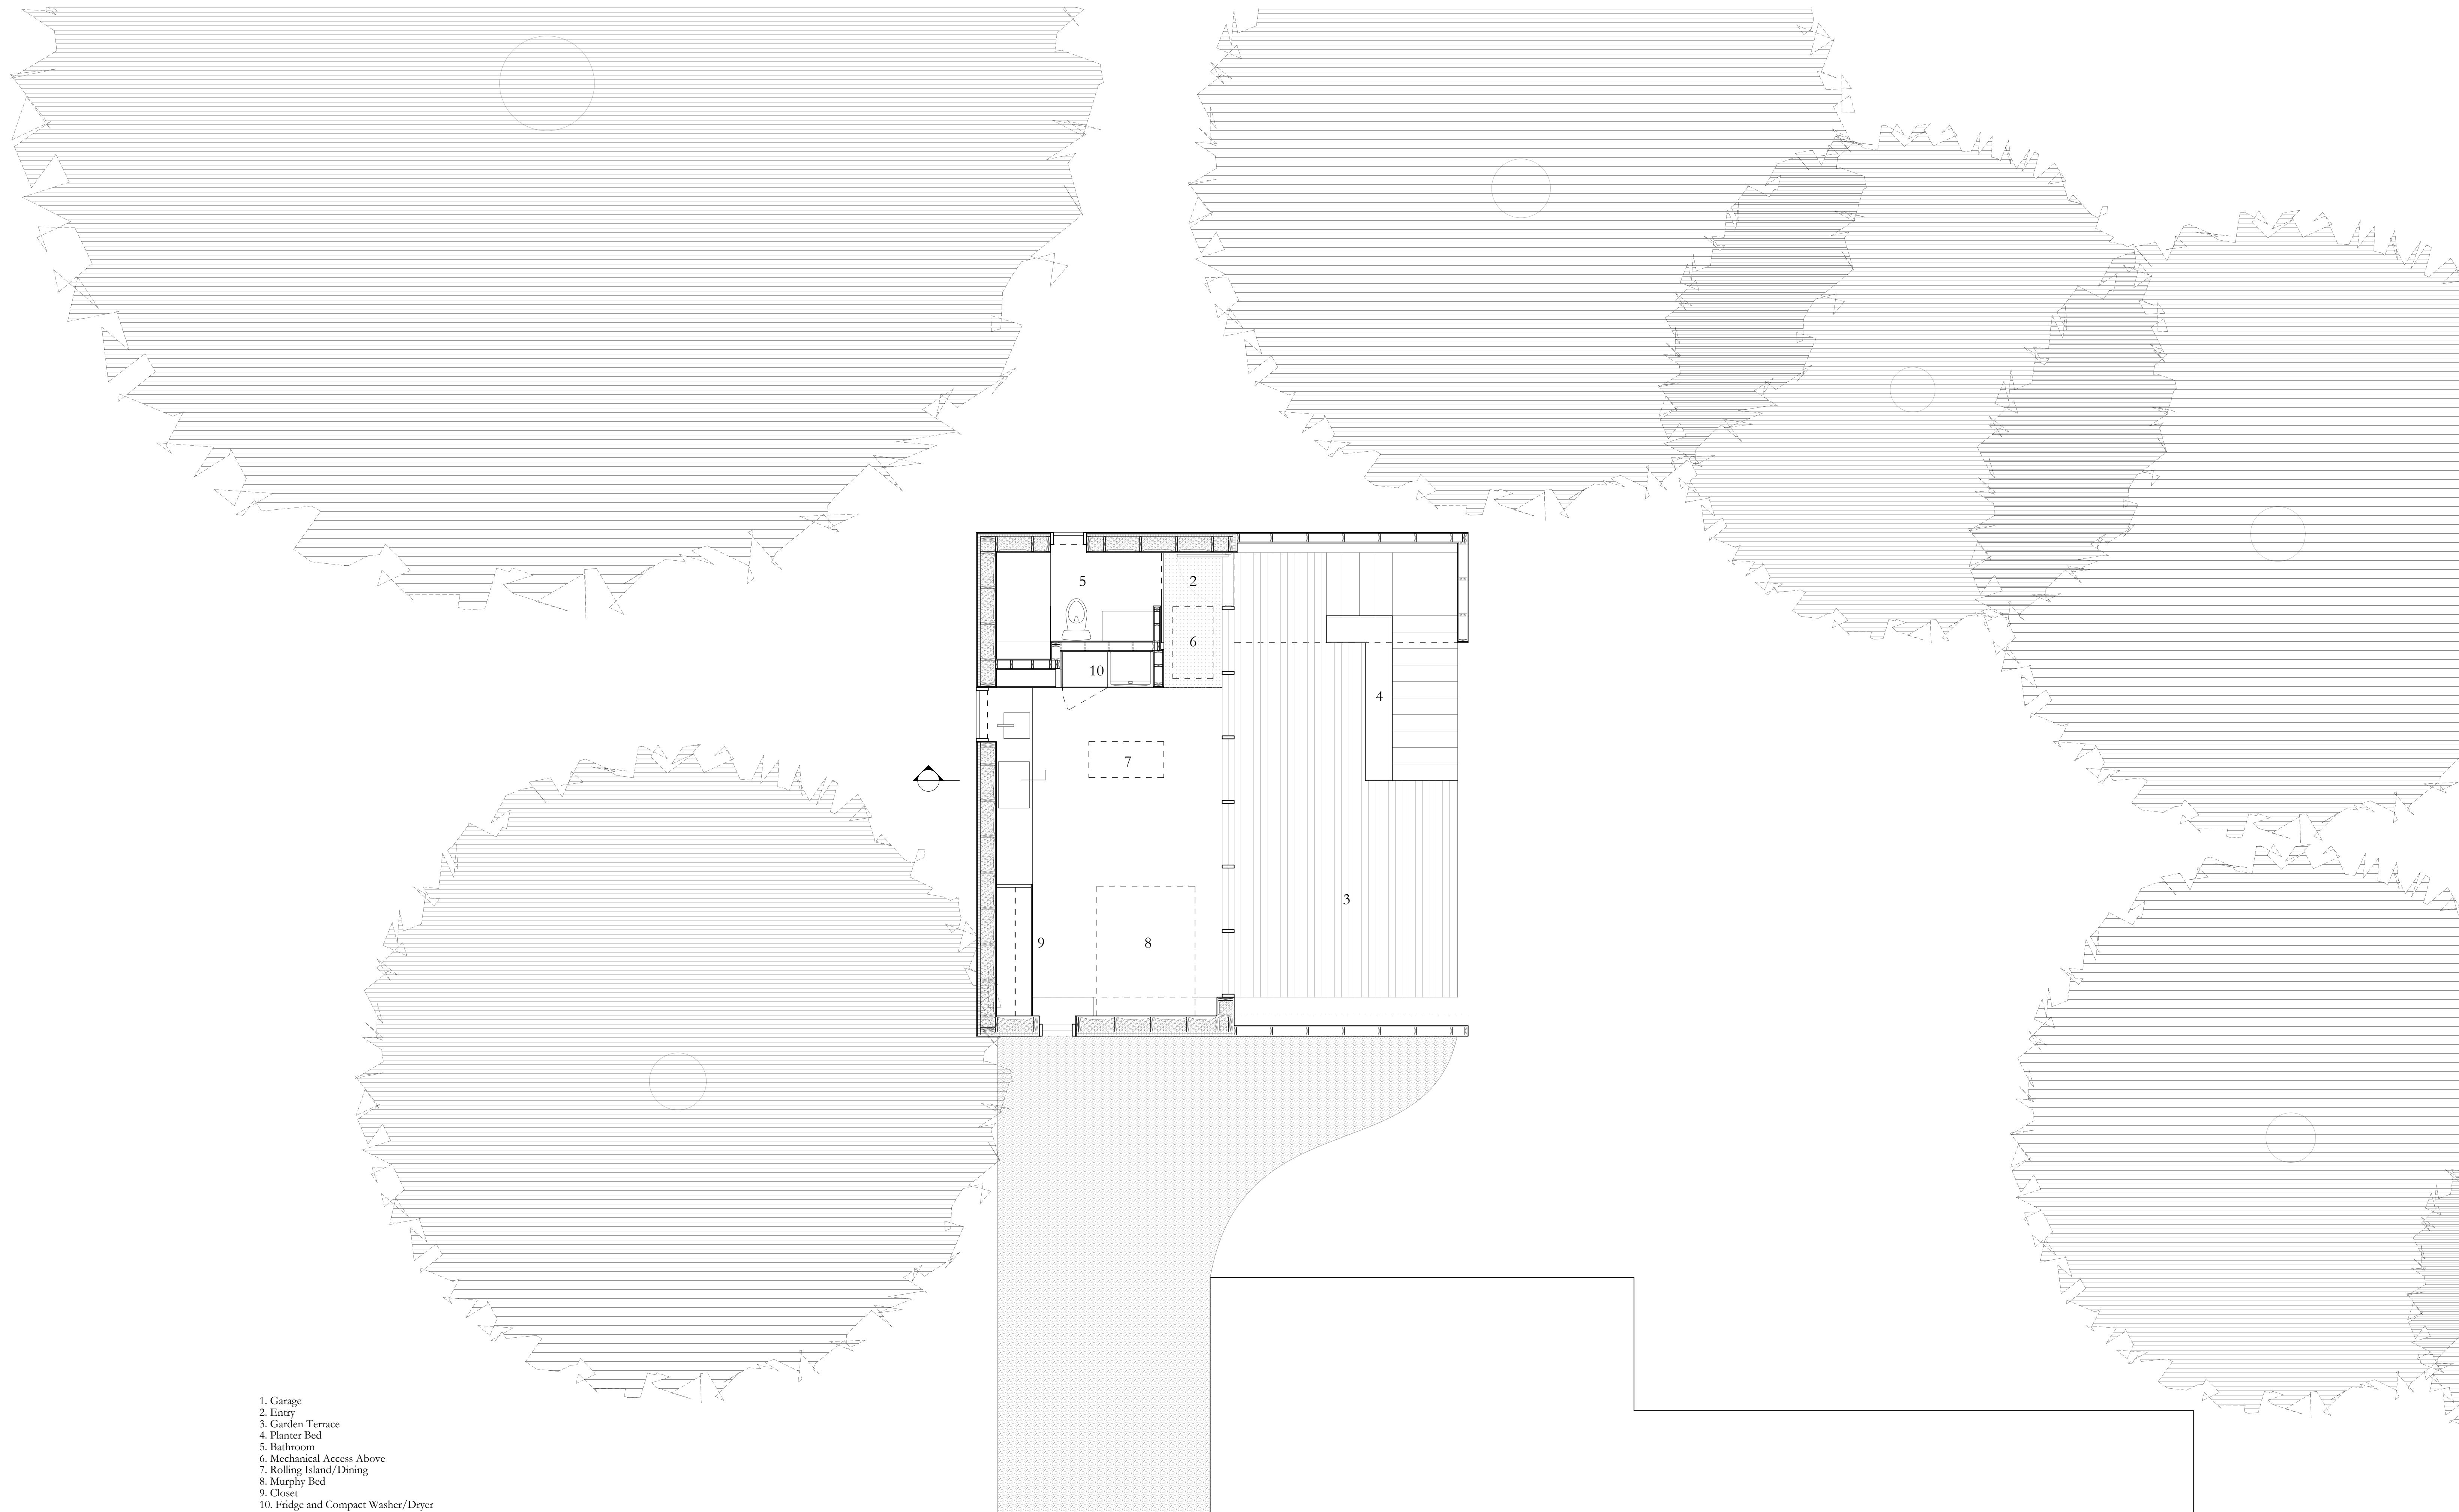 5
2
6
10
4
7
3
9
8
1. Garage
2. Entry
3. Garden Terrace
4. Planter Bed
5. Bathroom
6. Mechanical Access Above
7. Rolling Island/Dining
8. Murphy Bed
9. Closet
10. Fridge and Compact Washer/Dryer